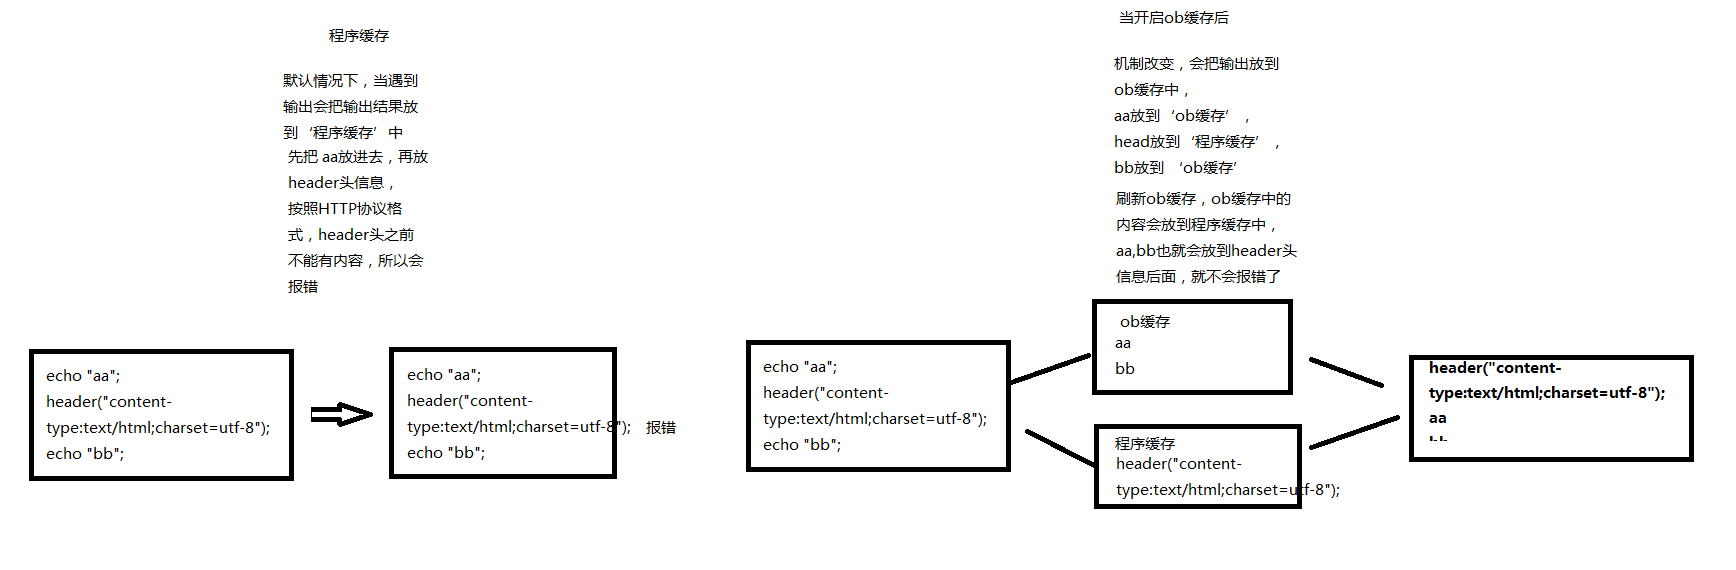 程序缓存
默认情况下，当遇到
输出会把输出结果放
到‘程序缓存’中
先把 aa放进去，再放
header头信息，
按照HTTP协议格
式，header头之前
不能有内容，所以会
报错
echo "aa";
header("content-
type:text/html;charset=utf-8");
echo "bb";
echo "aa";
header("content-
type:text/html;charset=utf-8"); 报错
echo "bb";
当开启ob缓存后
机制改变，会把输出放到
ob缓存中，
aa放到‘ob缓存’，
head放到‘程序缓存’，
bb放到 ‘ob缓存’
刷新ob缓存，ob缓存中的
内容会放到程序缓存中，
aa,bb也就会放到header头
信息后面，就不会报错了
echo "aa";
header("content-
type:text/html;charset=utf-8");
echo "bb";
ob缓存
aa
bb
程序缓存
header("content-
type:text/html;charset=utf-8");
header("content-
type:text/html;charset=utf-8");
aa